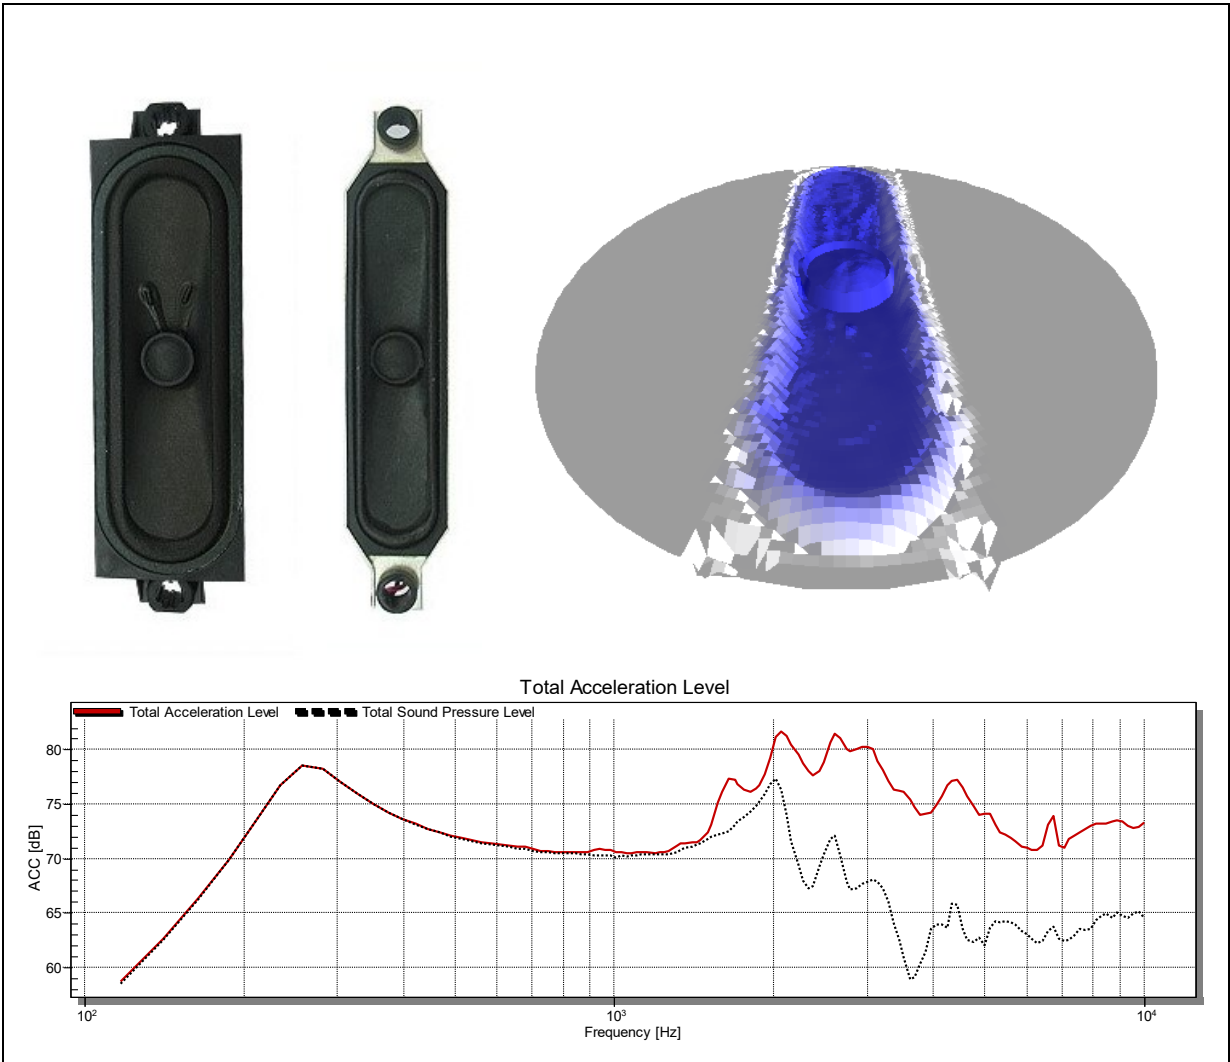 Total Acceleration Level
Total Acceleration Level Total Sound Pressure Level
80
75
70
65
60
ACC [dB]
10² 10³ 10⁴
Frequency [Hz]